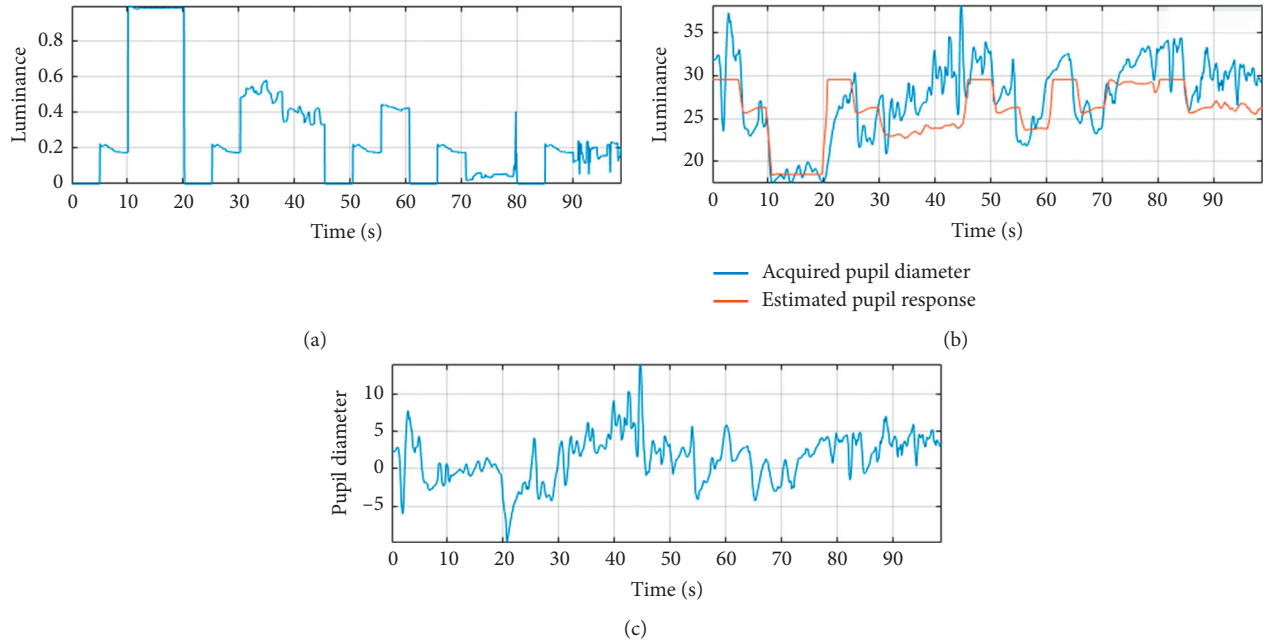 Luminance
0.8
0.6
0.4
0.2
0
0 10 20 30 40 50 60 70 80 90
Time (s)
(a)
Luminance
35
30
25
20
0 10 20 30 40 50 60 70 80 90
Time (s)
Acquired pupil diameter
Estimated pupil response
(b)
Pupil diameter
10
5
0
−5
0 10 20 30 40 50 60 70 80 90
Time (s)
(c)